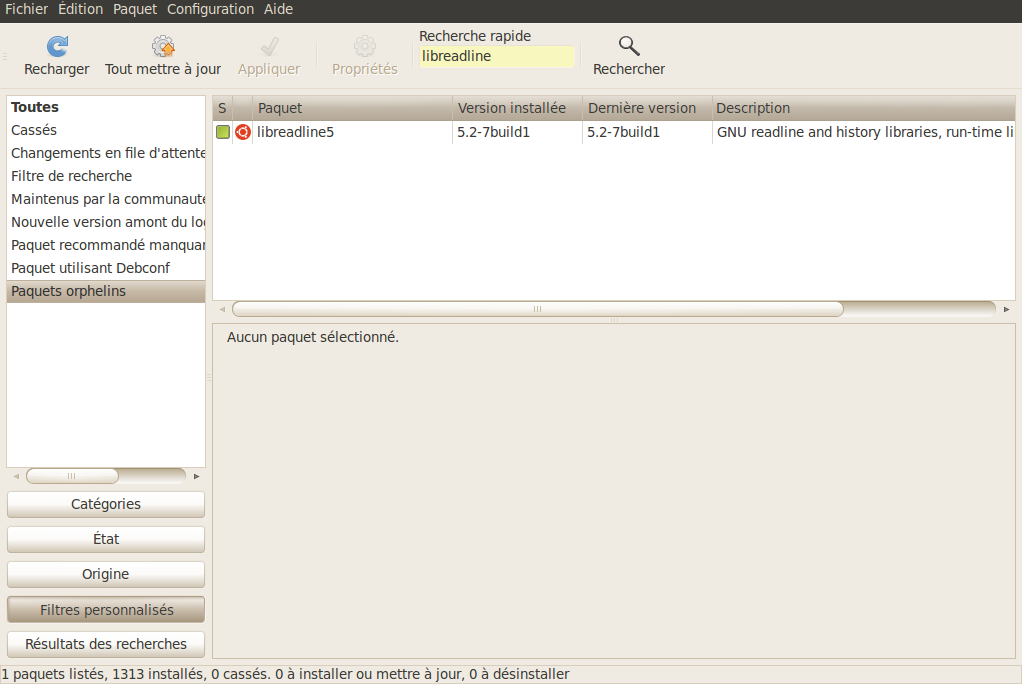 Fichier Édition Paquet Configuration Aide
Recherche rapide
libreadline
Recharger Tout mettre à jour Appliquer Propriétés Rechercher
Toutes
Cassés
Changements en file d'attente
Filtre de recherche
Maintenus par la communauté
Nouvelle version amont du lo
Paquet recommandé manquan
Paquet utilisant Debconf
Paquets orphelins
S Paquet Version installée Dernière version Description
libreadline5 5.2-7build1 5.2-7build1 GNU readline and history libraries, run-time li
Aucun paquet sélectionné.
Catégories
État
Origine
Filtres personnalisés
Résultats des recherches
1 paquets listés, 1313 installés, 0 cassés. 0 à installer ou mettre à jour, 0 à désinstaller